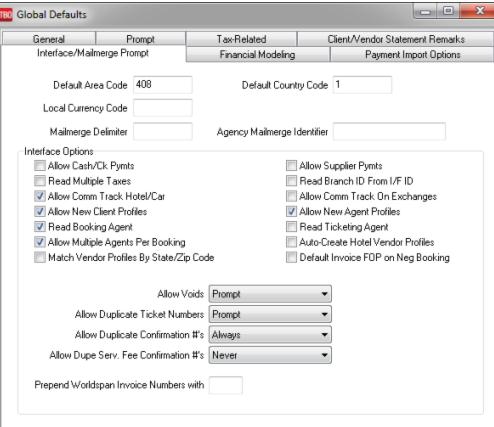 TBO Global Defaults
General Prompt Tax-Related Client/Vendor Statement Remarks
Interface/Mailmerge Prompt Financial Modeling Payment Import Options
Default Area Code 408 Default Country Code 1
Local Currency Code
Mailmerge Delimiter Agency Mailmerge Identifier
Interface Options
Allow Cash/Ck Pymts Allow Supplier Pymts
Read Multiple Taxes Read Branch ID From I/F ID
Allow Comm Track Hotel/Car Allow Comm Track On Exchanges
Allow New Client Profiles Allow New Agent Profiles
Read Booking Agent Read Ticketing Agent
Allow Multiple Agents Per Booking Auto-Create Hotel Vendor Profiles
Match Vendor Profiles By State/Zip Code Default Invoice FOP on Neg Booking
Allow Voids Prompt
Allow Duplicate Ticket Numbers Prompt
Allow Duplicate Confirmation #'s Always
Allow Dupe Serv. Fee Confirmation #'s Never
Prepend Worldspan Invoice Numbers with